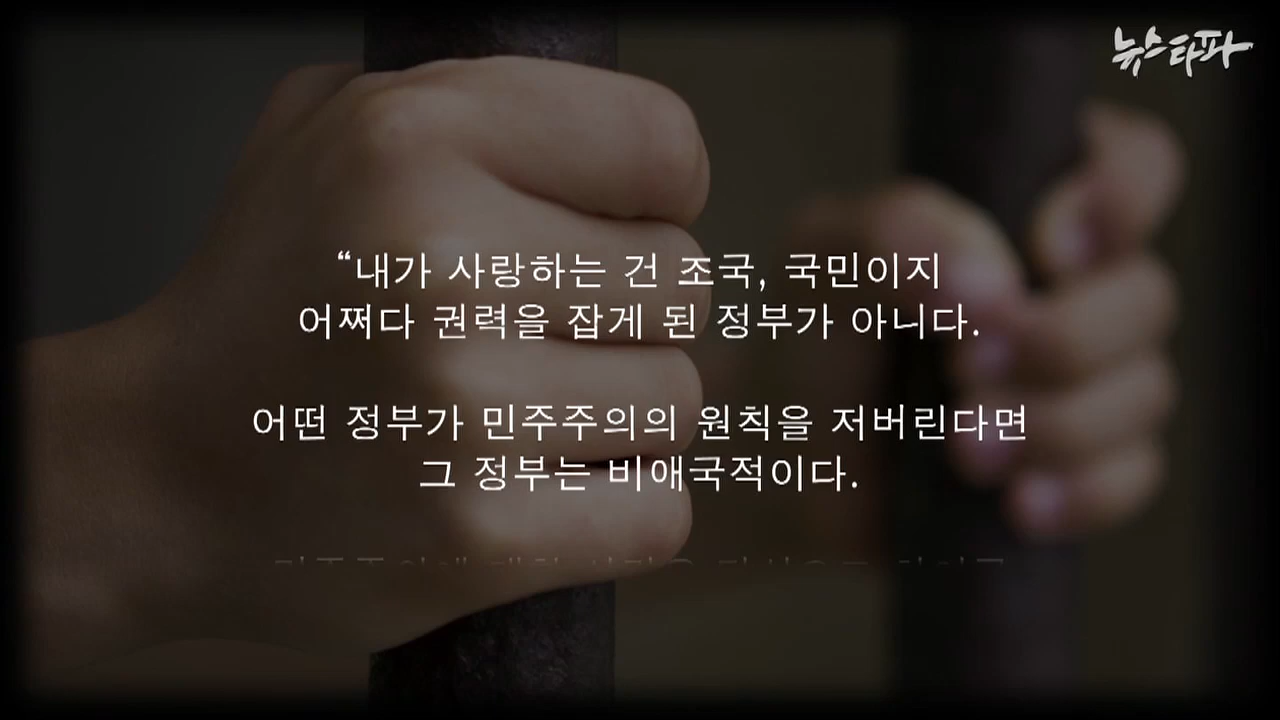 뉴스타파
“내가 사랑하는 건 조국, 국민이지
어쩌다 권력을 잡게 된 정부가 아니다.
어떤 정부가 민주주의의 원칙을 저버린다면
그 정부는 비애국적이다.